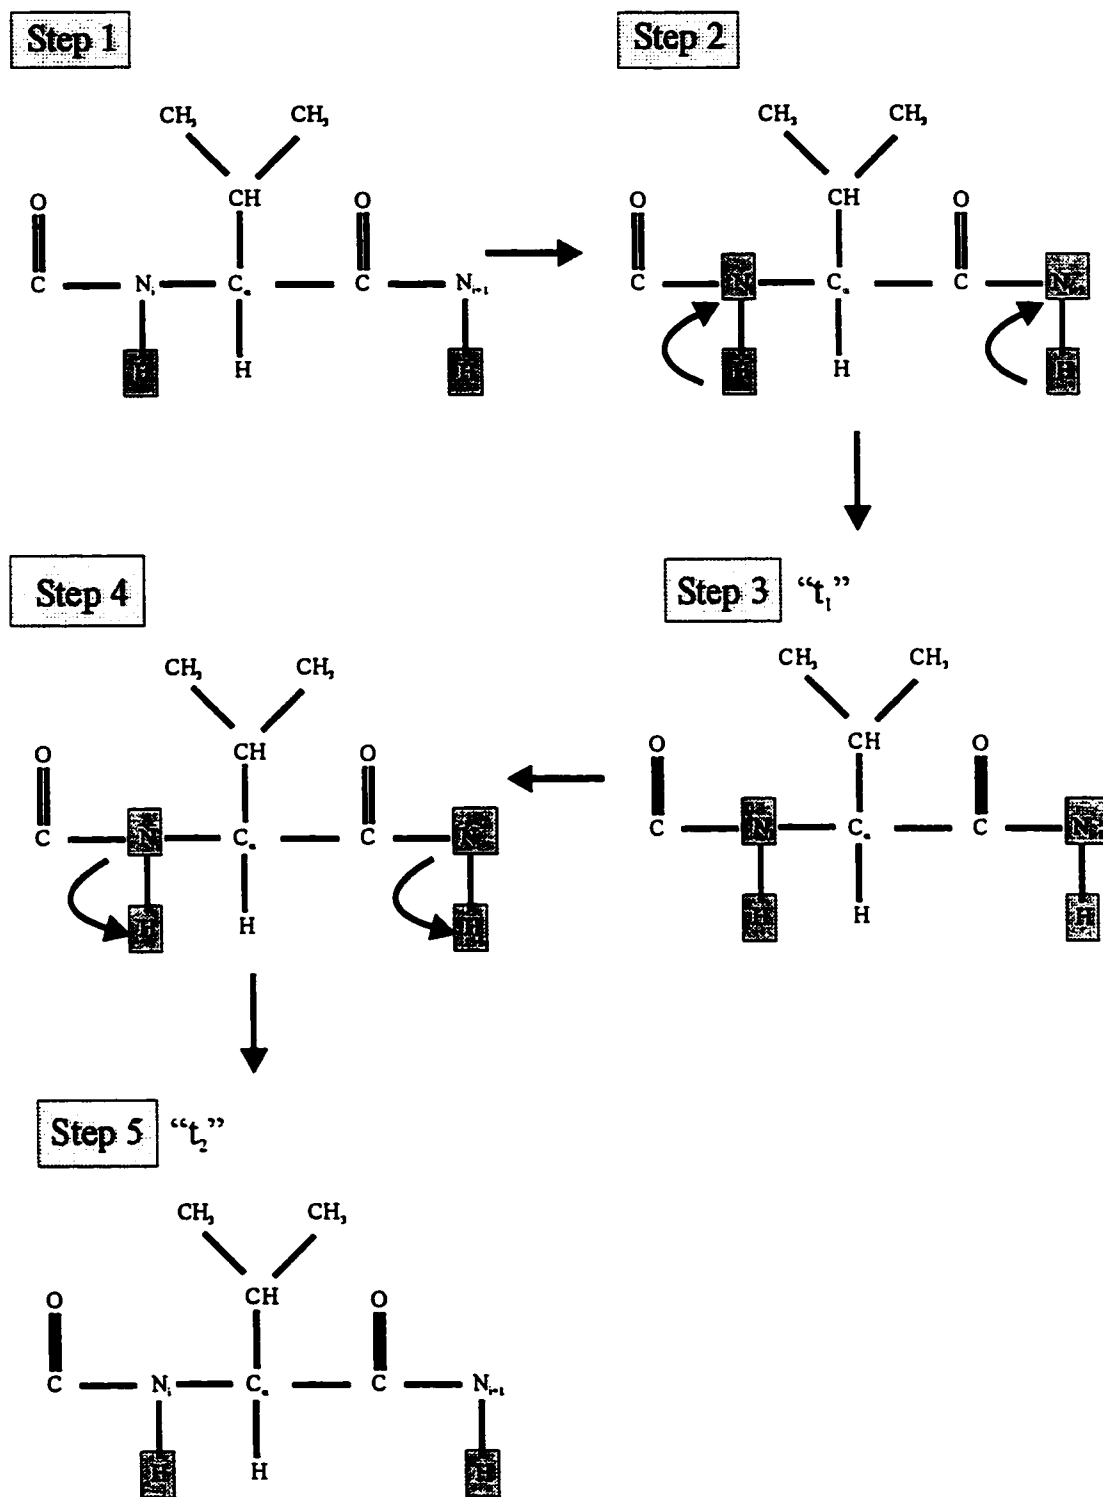 Step 1
Step 2
CH₃ CH₃
CH₃ CH₃
CH
CH
O O
O O
C Nᵢ Cα C Nᵢ₊₁
C N Cα C N
H H H
H H H
Step 4
Step 3 “t₁”
CH₃ CH₃
CH₃ CH₃
CH
CH
O O
O O
C N Cα C N
C N Cα C N
H H H
H H H
Step 5 “t₂”
CH₃ CH₃
CH
O O
C Nᵢ Cα C Nᵢ₊₁
H H H